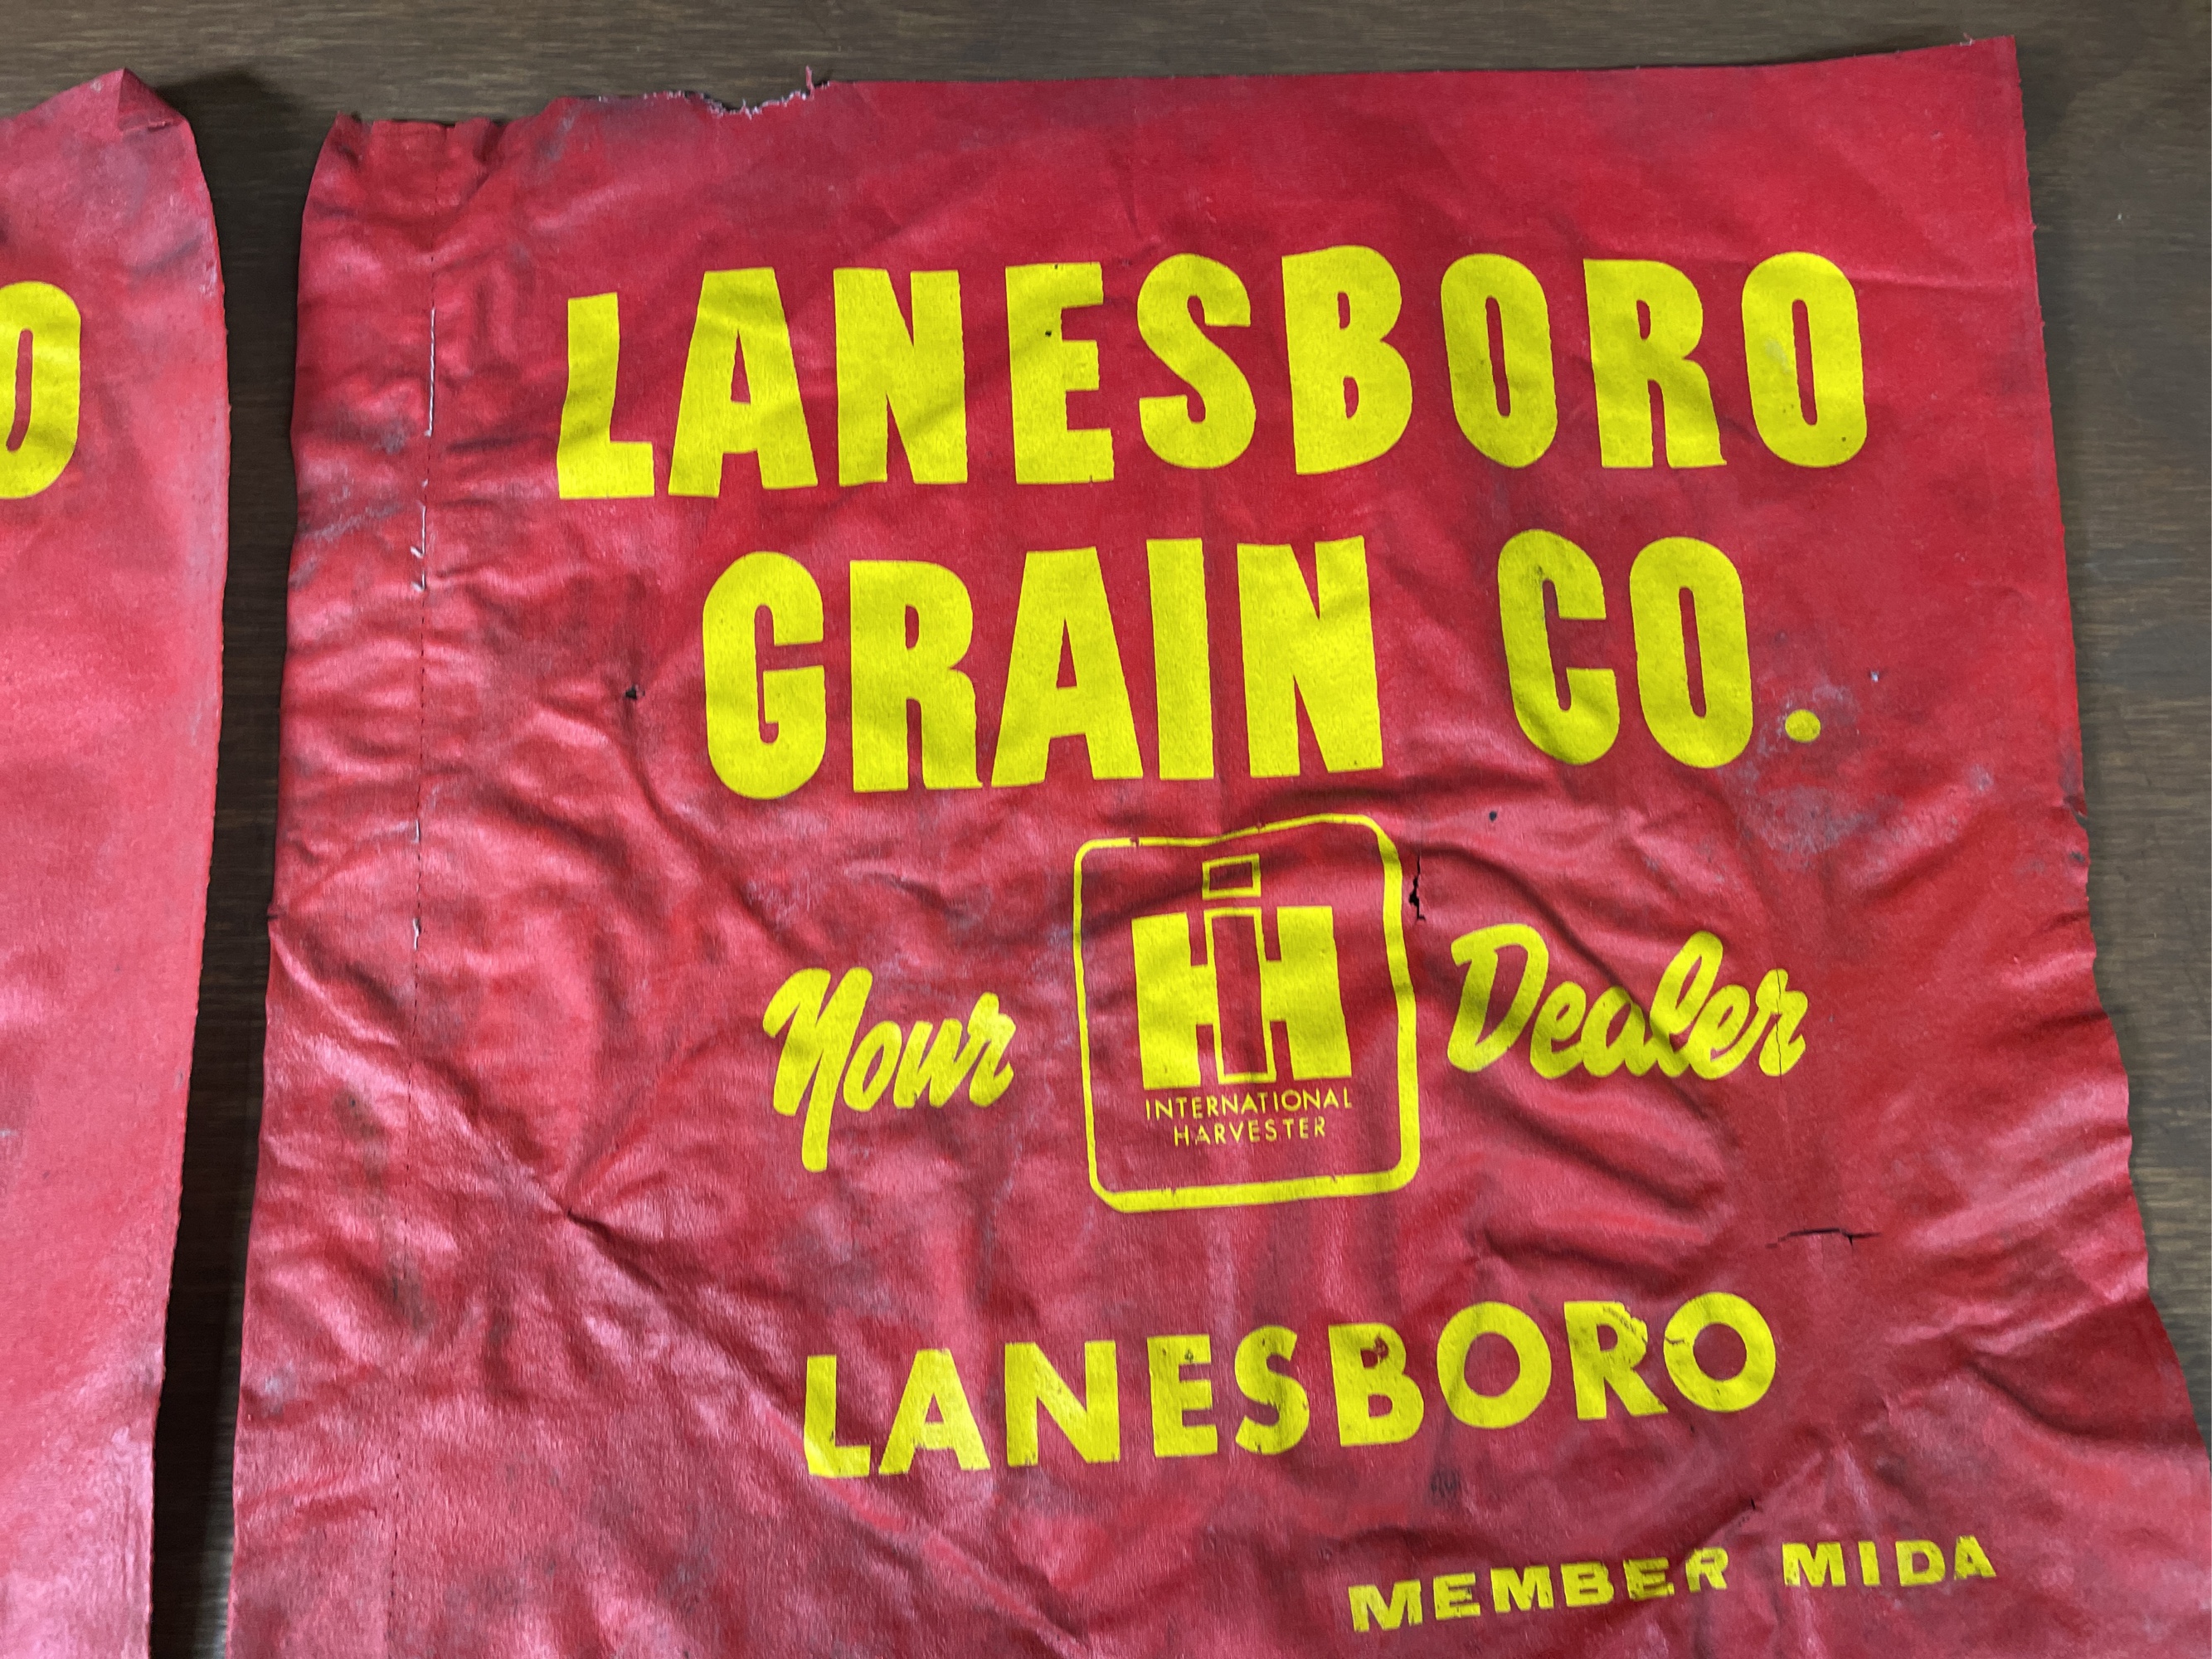 O
LANESBORO
GRAIN CO.
Your IH Dealer
INTERNATIONAL
HARVESTER
LANESBORO
MEMBER MIDA